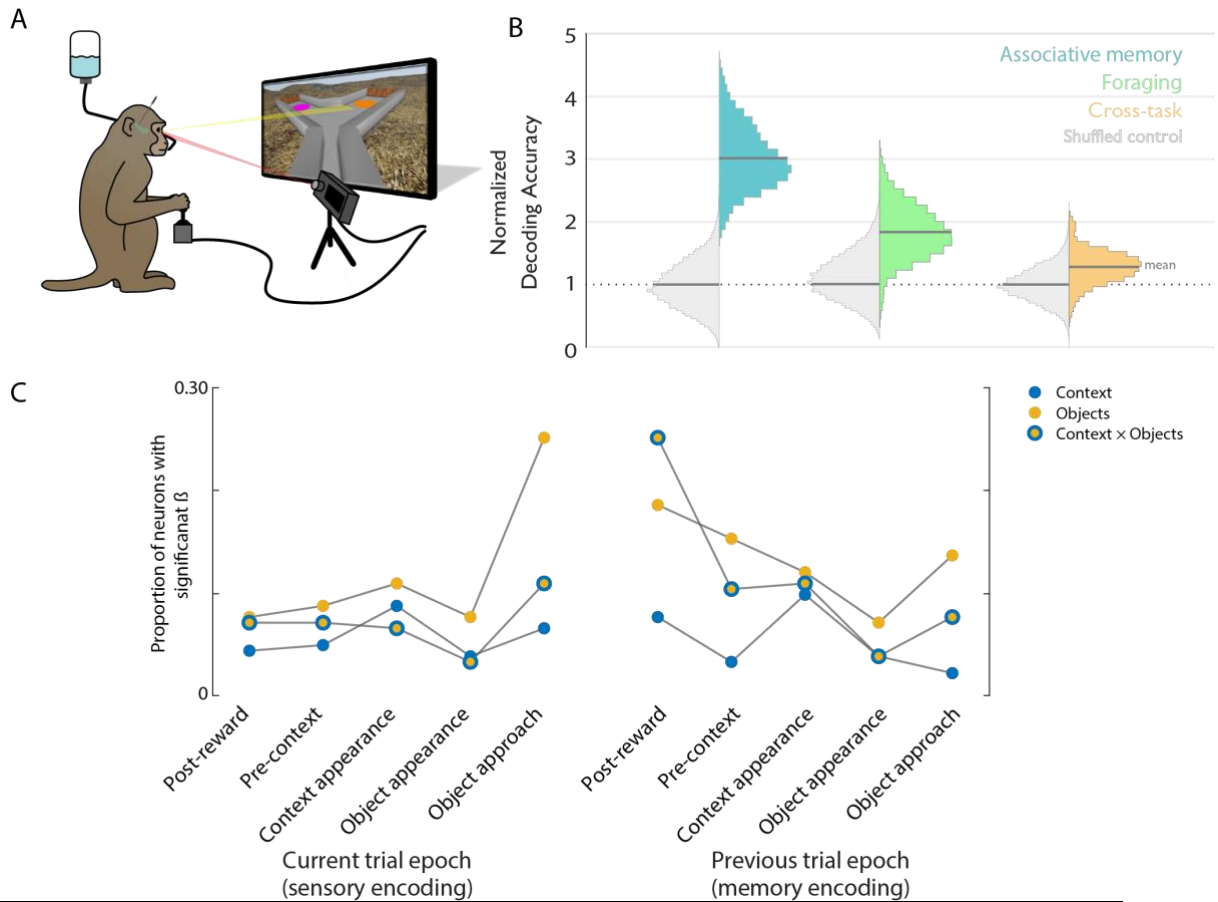 A
B
5
4
3
2
1
0
Normalized
Decoding Accuracy
Associative memory
Foraging
Cross-task
Shuffled control
mean
C
0.30
0
Proportion of neurons with
significanat ß
Context
Objects
Context × Objects
Post-reward
Pre-context
Context appearance
Object appearance
Object approach
Current trial epoch
(sensory encoding)
Post-reward
Pre-context
Context appearance
Object appearance
Object approach
Previous trial epoch
(memory encoding)